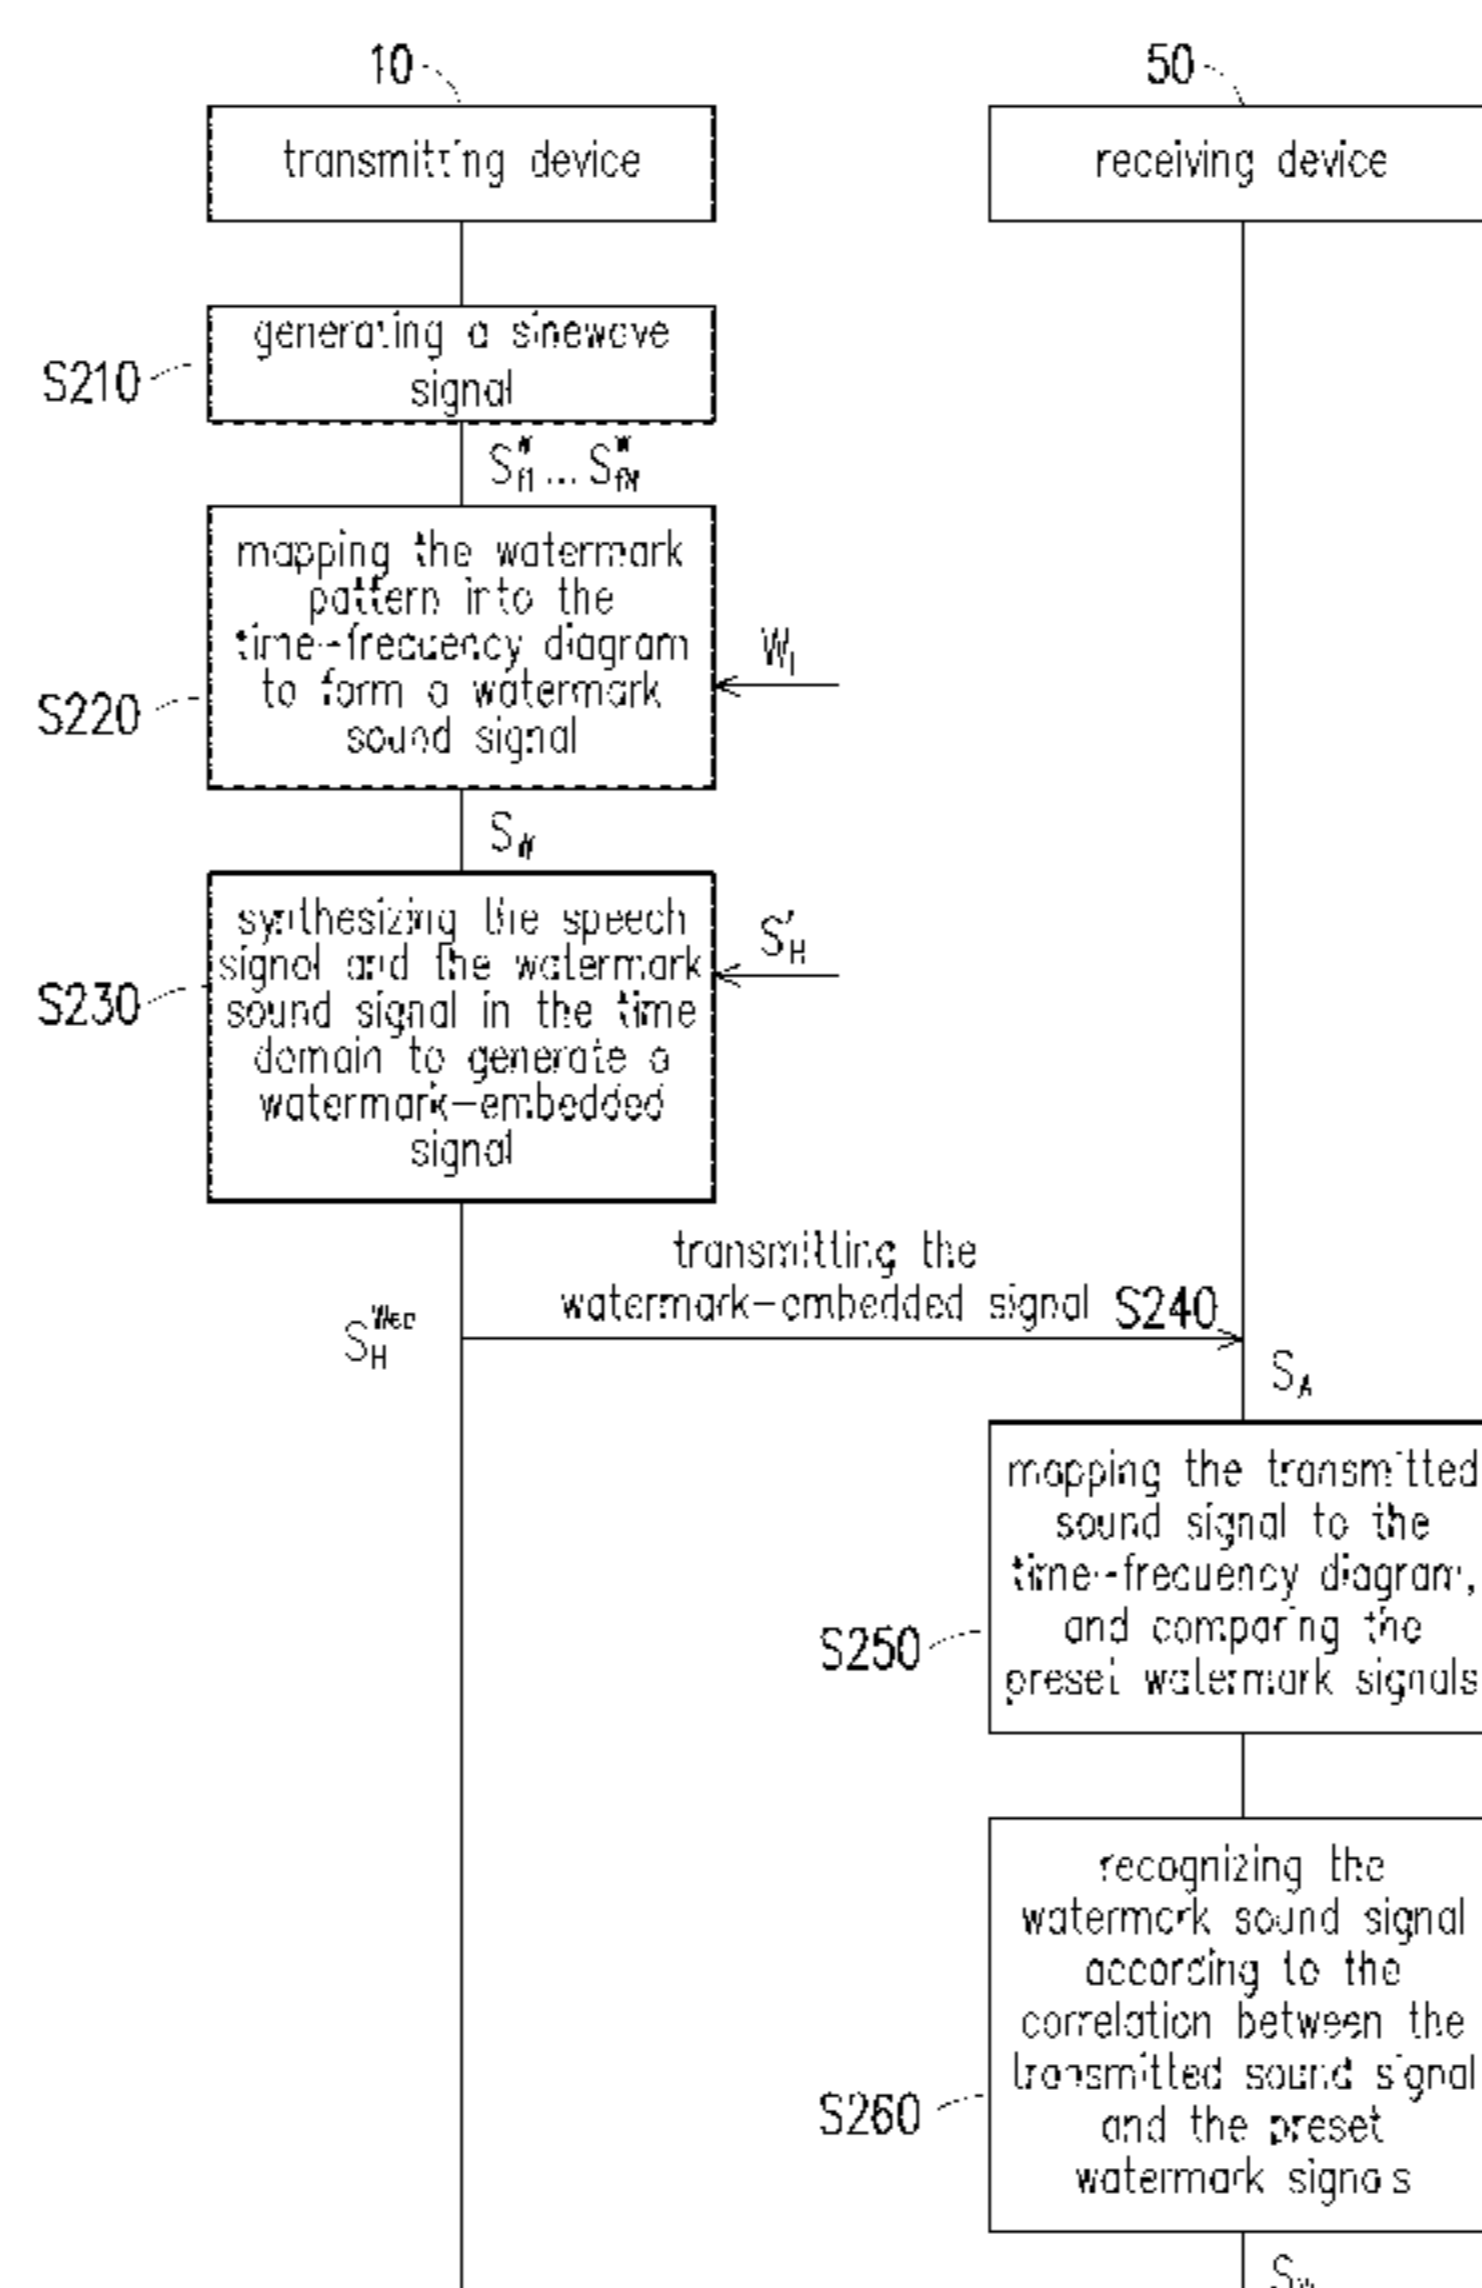 10
transmitting device
50
receiving device
S210
generating a sinewave
signal
S220
mapping the watermark
pattern into the
time-frequency diagram
to form a watermark
sound signal
W_I
S_W
S230
synthesizing the speech
signal and the watermark
sound signal in the time
domain to generate a
watermark-embedded
signal
S'_H
transmitting the
watermark-embedded signal S240
S_A
S250
mapping the transmitted
sound signal to the
time-frequency diagram,
and comparing the
preset watermark signals
S260
recognizing the
watermark sound signal
according to the
correlation between the
transmitted sound signal
and the preset
watermark signals